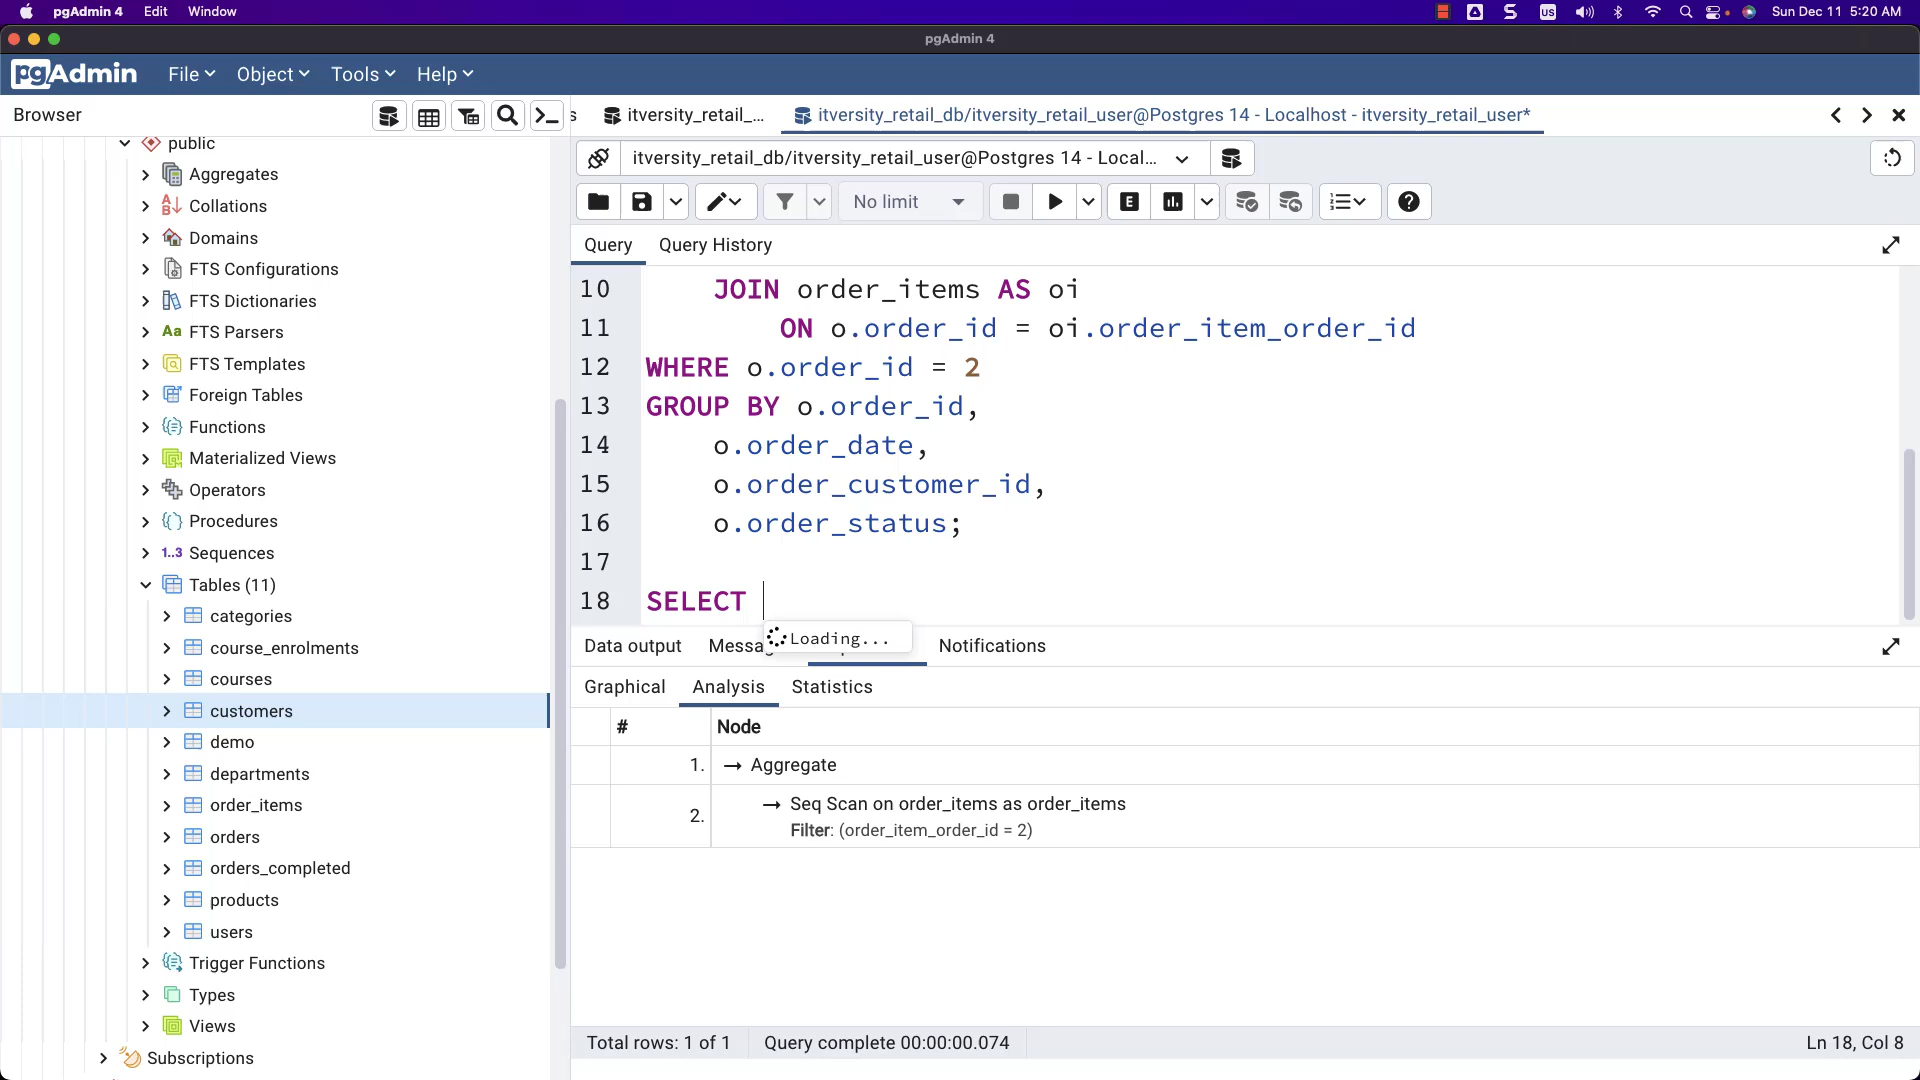 pgAdmin 4 Edit Window
US
Sun Dec 11 5:20 AM
pgAdmin 4
pgAdmin File Object Tools Help
Browser
s
itversity_retail_...
itversity_retail_db/itversity_retail_user@Postgres 14 - Localhost - itversity_retail_user*
public
Aggregates
Collations
Domains
FTS Configurations
FTS Dictionaries
Aa FTS Parsers
FTS Templates
Foreign Tables
Functions
Materialized Views
Operators
Procedures
1..3 Sequences
Tables (11)
categories
course_enrolments
courses
customers
demo
departments
order_items
orders
orders_completed
products
users
Trigger Functions
Types
Views
Subscriptions
itversity_retail_db/itversity_retail_user@Postgres 14 - Local...
No limit
E
Query Query History
10 JOIN order_items AS oi
11 ON o.order_id = oi.order_item_order_id
12 WHERE o.order_id = 2
13 GROUP BY o.order_id,
14 o.order_date,
15 o.order_customer_id,
16 o.order_status;
17
18 SELECT
Loading...
Data output Messag Notifications
Graphical Analysis Statistics
# Node
1. → Aggregate
2. → Seq Scan on order_items as order_items
Filter: (order_item_order_id = 2)
Total rows: 1 of 1 Query complete 00:00:00.074 Ln 18, Col 8